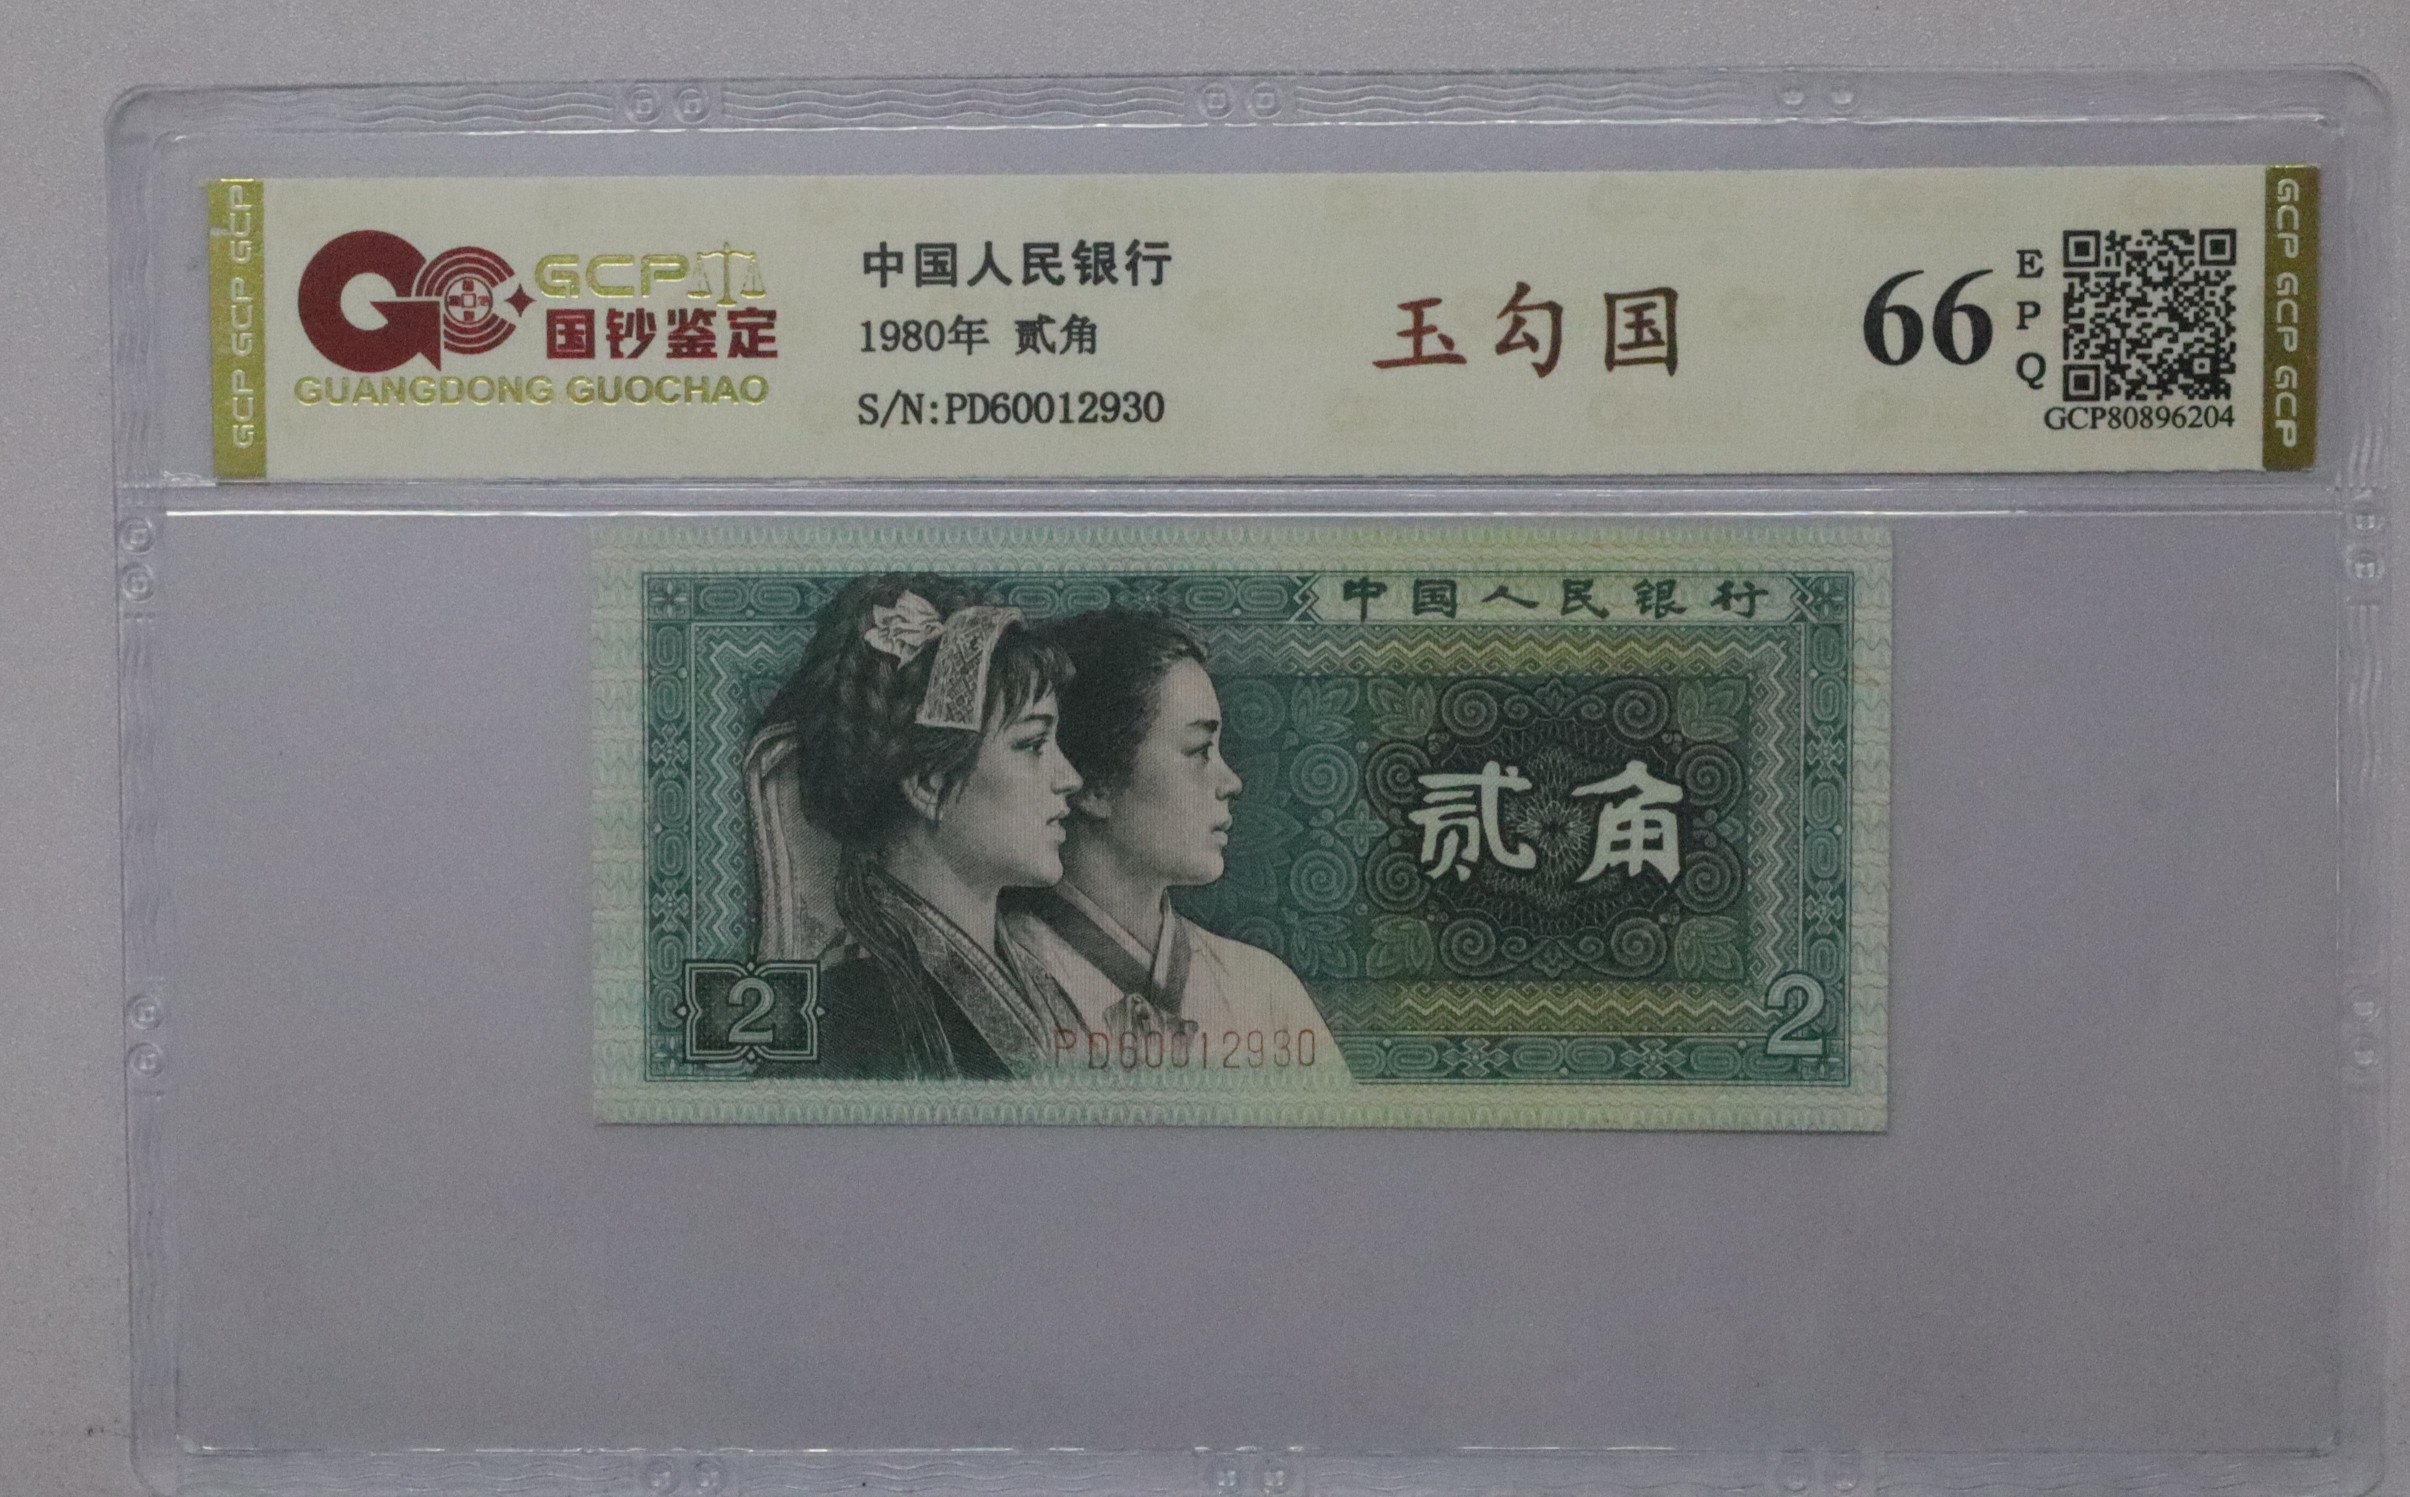 GCP GCP GCP
GCP
国钞鉴定
GUANGDONG GUOCHAO
中国人民银行
1980年 贰角
S/N:PD60012930
玉勾国
66
EPQ
GCP80896204
GCP GCP GCP
中国人民银行
贰角
2
2
PD60012930